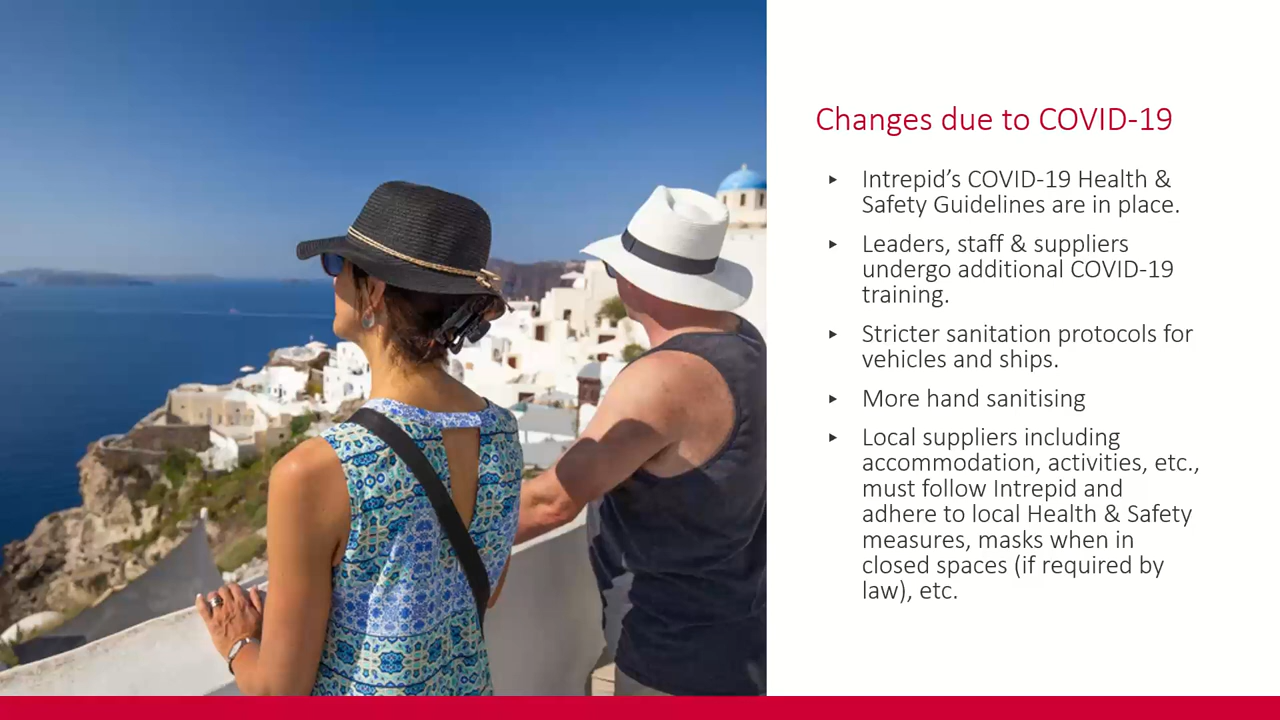 Changes due to COVID-19
‣ Intrepid’s COVID-19 Health &
Safety Guidelines are in place.
‣ Leaders, staff & suppliers
undergo additional COVID-19
training.
‣ Stricter sanitation protocols for
vehicles and ships.
‣ More hand sanitising
‣ Local suppliers including
accommodation, activities, etc.,
must follow Intrepid and
adhere to local Health & Safety
measures, masks when in
closed spaces (if required by
law), etc.